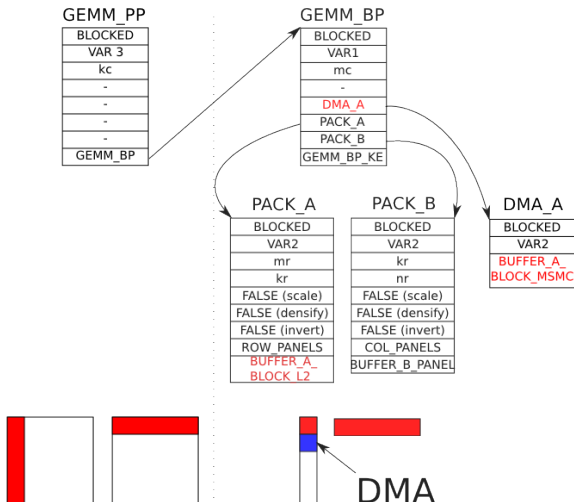 GEMM_PP
BLOCKED
VAR 3
kc
-
-
-
-
GEMM_BP
GEMM_BP
BLOCKED
VAR1
mc
-
DMA_A
PACK_A
PACK_B
GEMM_BP_KE
PACK_A
BLOCKED
VAR2
mr
kr
FALSE (scale)
FALSE (densify)
FALSE (invert)
ROW_PANELS
BUFFER_A_
BLOCK_L2
PACK_B
BLOCKED
VAR2
kr
nr
FALSE (scale)
FALSE (densify)
FALSE (invert)
COL_PANELS
BUFFER_B_PANEL
DMA_A
BLOCKED
VAR2
BUFFER_A_
BLOCK_MSMC
DMA